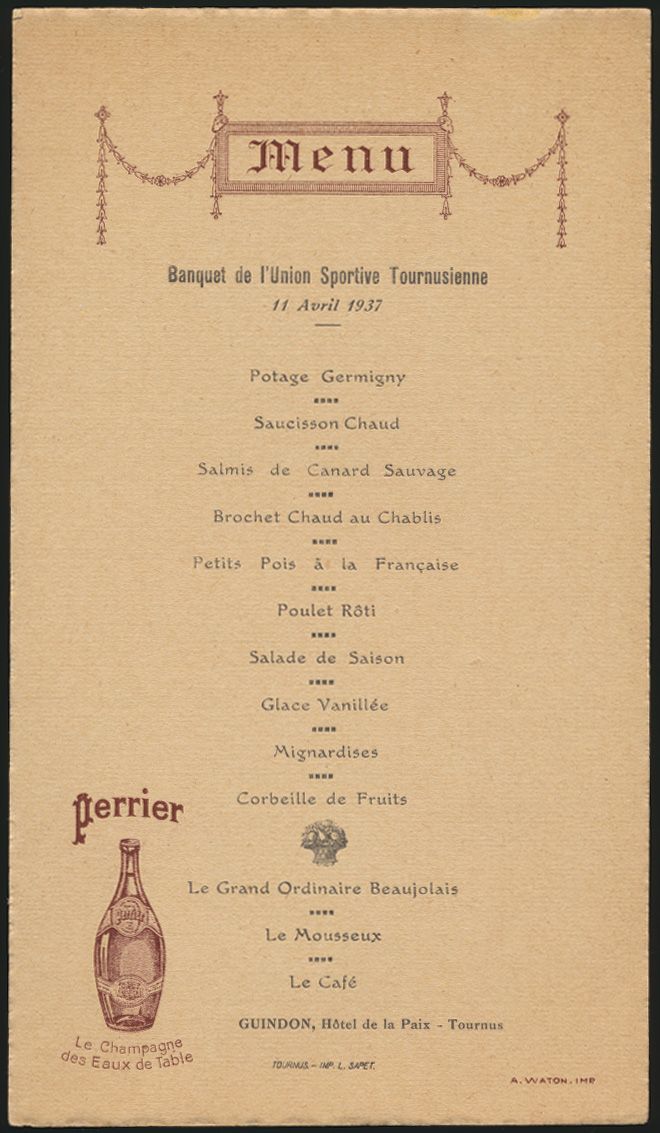 Menu
Banquet de l'Union Sportive Tournusienne
11 Avril 1937
Potage Germigny
Saucisson Chaud
Salmis de Canard Sauvage
Brochet Chaud au Chablis
Petits Pois à la Française
Poulet Rôti
Salade de Saison
Glace Vanillée
Mignardises
Corbeille de Fruits
Le Grand Ordinaire Beaujolais
Le Mousseux
Le Café
GUINDON, Hôtel de la Paix - Tournus
perrier
perrier
Le Champagne
des Eaux de Table
TOURNUS. – IMP. L. SAPET.
A. WATON. IMP